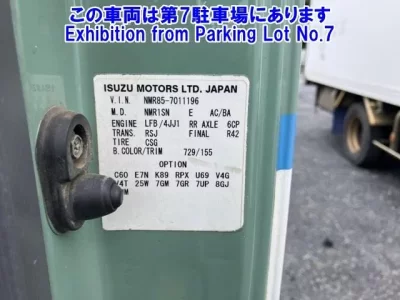 この車両は第7駐車場にあります
Exhibition from Parking Lot No.7
ISUZU MOTORS LTD. JAPAN
V.I.N. NMR85-7011196
M.D. NMR1SN E AC/BA
ENGINE LFB/4JJ1 RR AXLE 6CP
TRANS. RSJ FINAL R42
TIRE CSG
B.COLOR/TRIM 729/155
OPTION
C60 E7N K89 RPX U69 V4G
25W 7GM 7GR 7UP 8GJ